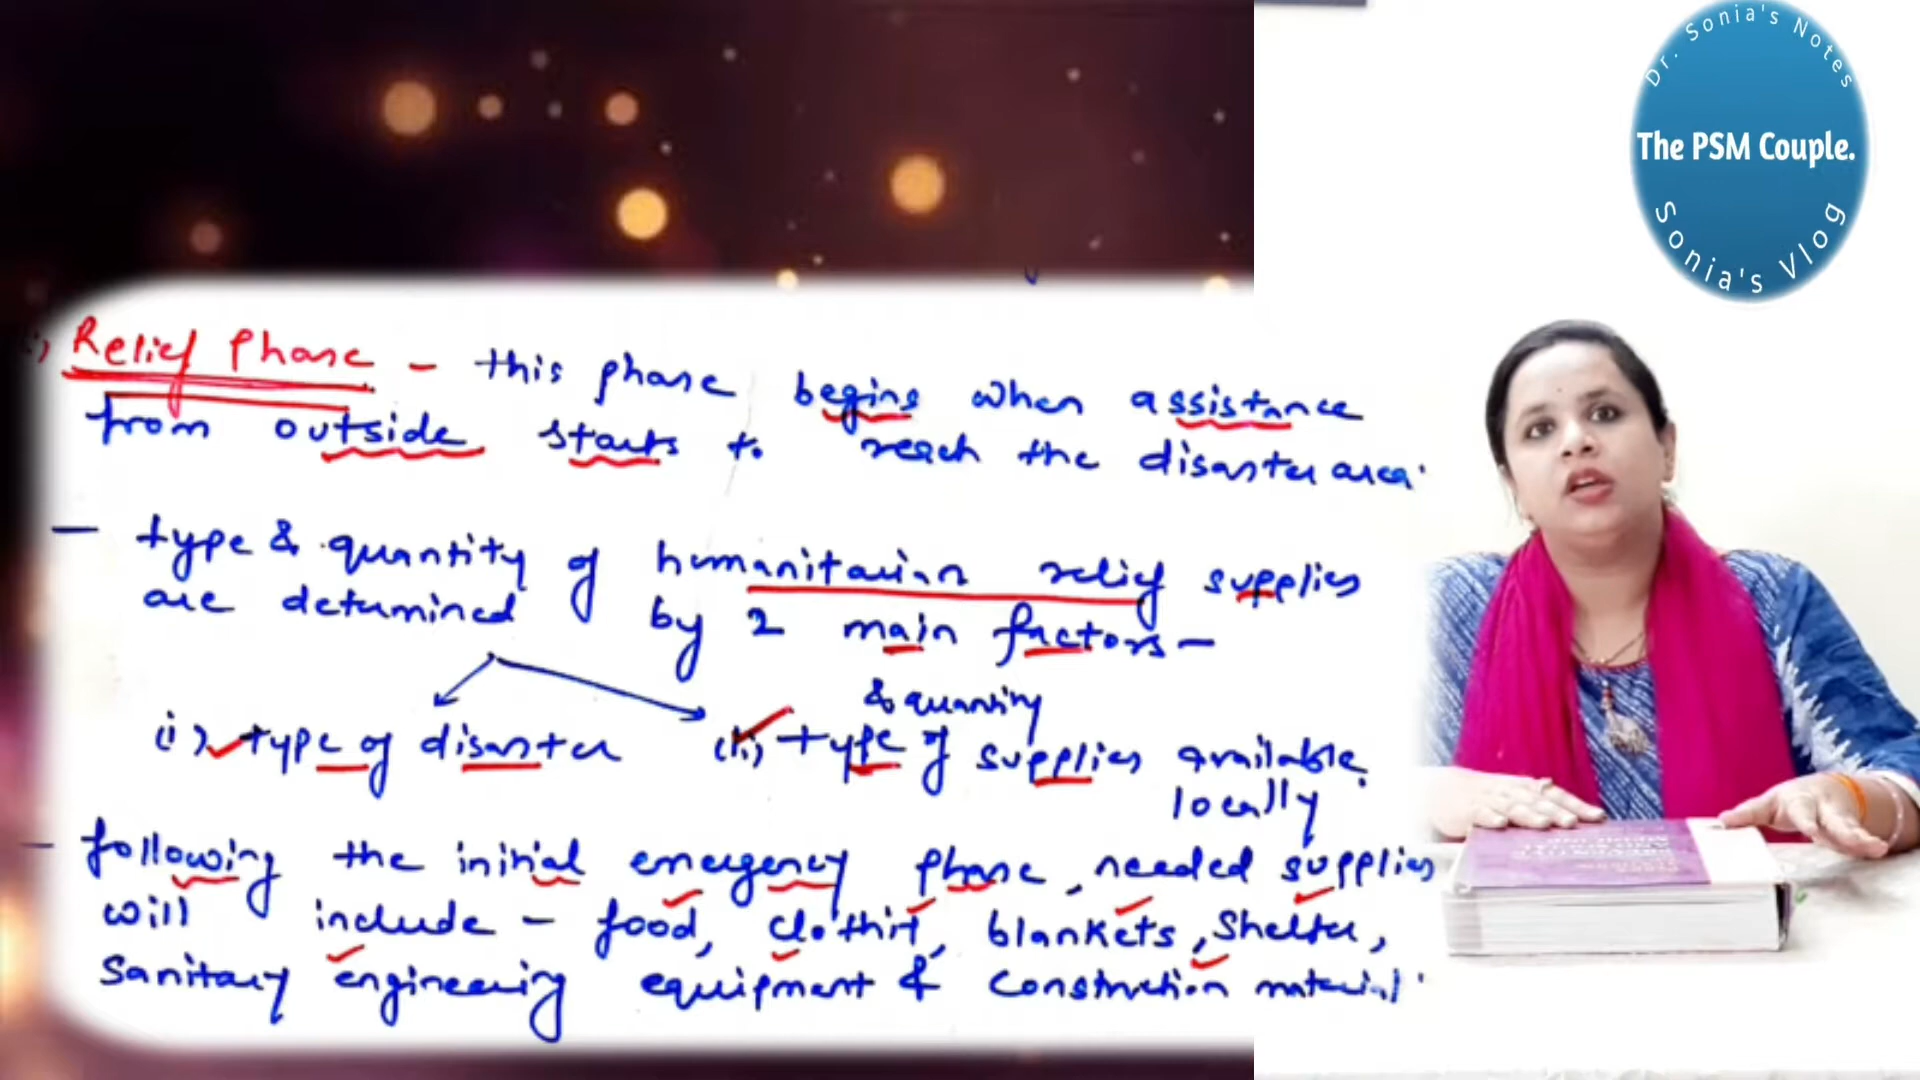 Dr. Sonia's Notes
The PSM Couple.
Sonia's Vlog
Relief Phase - this phase begins when assistance
from outside starts to reach the disaster area.
- type & quantity of humanitarian relief supplies
are determined by 2 main factors -
& quantity
(i) type of disaster (ii) type of supplies available
locally
- following the initial emergency phase, needed supplies
will include - food, clothit, blankets, Shelter,
Sanitary engineering equipment & Construction material.